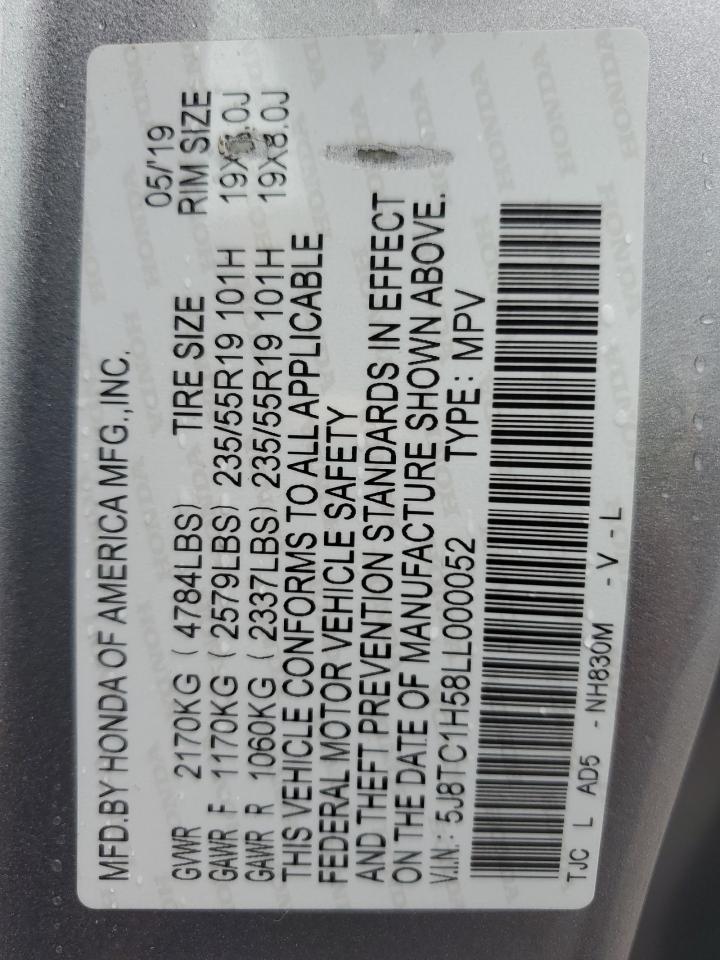 MFD.BY HONDA OF AMERICA MFG.,INC. 05/'19
GVWR 2170KG ( 4784LBS) TIRE SIZE RIM SIZE
GAWR F 1170KG ( 2579LBS) 235/55R19 101H
GAWR R 1060KG ( 2337LBS) 235/55R19 101H 19X8.0J
THIS VEHICLE CONFORMS TO ALL APPLICABLE
FEDERAL MOTOR VEHICLE SAFETY
AND THEFT PREVENTION STANDARDS IN EFFECT
ON THE DATE OF MANUFACTURE SHOWN ABOVE.
V.I.N.: 5J8TC1H58LL000052 TYPE: MPV
TJC L AD5 - NH830M - V - L